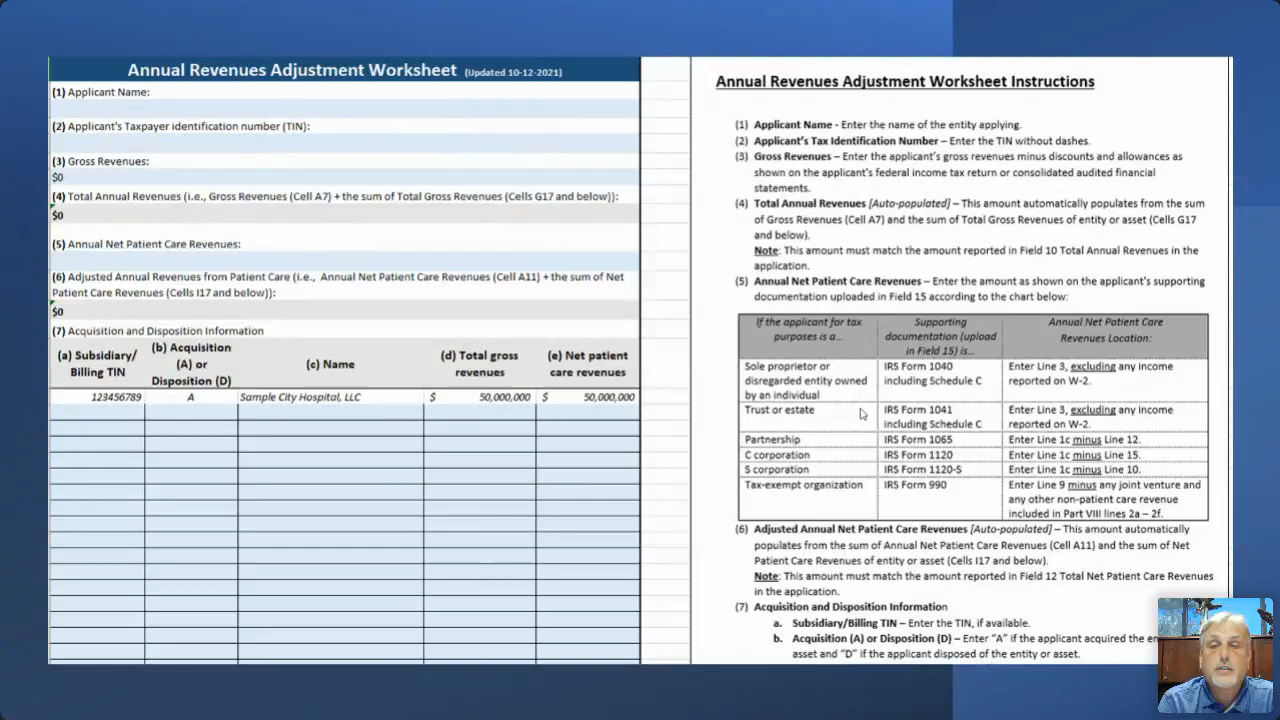 Annual Revenues Adjustment Worksheet (Updated 10-12-2021)
(1) Applicant Name:
(2) Applicant's Taxpayer identification number (TIN):
(3) Gross Revenues:
$0
(4) Total Annual Revenues (i.e., Gross Revenues (Cell A7) + the sum of Total Gross Revenues (Cells G17 and below)):
$0
(5) Annual Net Patient Care Revenues:
(6) Adjusted Annual Revenues from Patient Care (i.e., Annual Net Patient Care Revenues (Cell A11) + the sum of Net
Patient Care Revenues (Cells I17 and below)):
$0
(7) Acquisition and Disposition Information
(a) Subsidiary/
Billing TIN
(b) Acquisition
(A) or
Disposition (D)
(c) Name
(d) Total gross
revenues
(e) Net patient
care revenues
123456789 A Sample City Hospital, LLC $ 50,000,000 $ 50,000,000
Annual Revenues Adjustment Worksheet Instructions
(1) Applicant Name - Enter the name of the entity applying.
(2) Applicant's Tax Identification Number – Enter the TIN without dashes.
(3) Gross Revenues – Enter the applicant's gross revenues minus discounts and allowances as
shown on the applicant's federal income tax return or consolidated audited financial
statements.
(4) Total Annual Revenues [Auto-populated] – This amount automatically populates from the sum
of Gross Revenues (Cell A7) and the sum of Total Gross Revenues of entity or asset (Cells G17
and below).
Note: This amount must match the amount reported in Field 10 Total Annual Revenues in the
application.
(5) Annual Net Patient Care Revenues – Enter the amount as shown on the applicant's supporting
documentation uploaded in Field 15 according to the chart below:
If the applicant for tax
purposes is a...
Supporting
documentation (upload
in Field 15) is...
Annual Net Patient Care
Revenues Location:
Sole proprietor or
disregarded entity owned
by an individual
IRS Form 1040
including Schedule C
Enter Line 3, excluding any income
reported on W-2.
Trust or estate
IRS Form 1041
including Schedule C
Enter Line 3, excluding any income
reported on W-2.
Partnership IRS Form 1065 Enter Line 1c minus Line 12.
C corporation IRS Form 1120 Enter Line 1c minus Line 15.
S corporation IRS Form 1120-S Enter Line 1c minus Line 10.
Tax-exempt organization IRS Form 990 Enter Line 9 minus any joint venture and
any other non-patient care revenue
included in Part VIII lines 2a – 2f.
(6) Adjusted Annual Net Patient Care Revenues [Auto-populated] – This amount automatically
populates from the sum of Annual Net Patient Care Revenues (Cell A11) and the sum of Net
Patient Care Revenues of entity or asset (Cells I17 and below).
Note: This amount must match the amount reported in Field 12 Total Net Patient Care Revenues
in the application.
(7) Acquisition and Disposition Information
a. Subsidiary/Billing TIN – Enter the TIN, if available.
b. Acquisition (A) or Disposition (D) – Enter "A" if the applicant acquired the
asset and "D" if the applicant disposed of the entity or asset.